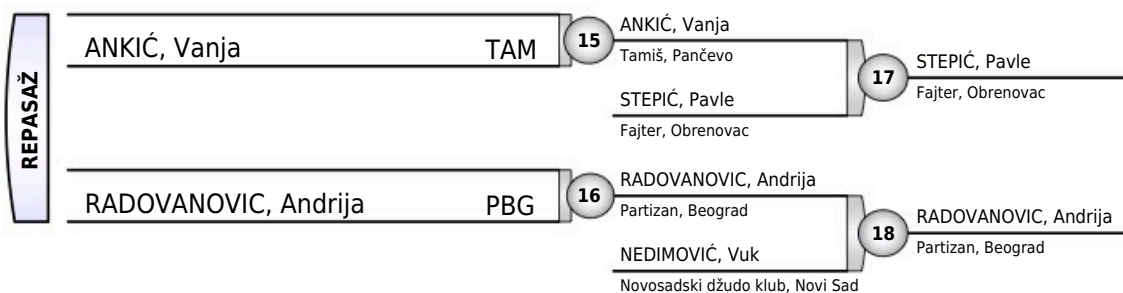 REPASAŽ
ANKIĆ, Vanja TAM
15
ANKIĆ, Vanja
Tamiš, Pančevo
STEPIĆ, Pavle
Fajter, Obrenovac
17
STEPIĆ, Pavle
Fajter, Obrenovac
RADOVANOVIC, Andrija PBG
16
RADOVANOVIC, Andrija
Partizan, Beograd
NEDIMOVIĆ, Vuk
Novosadski džudo klub, Novi Sad
18
RADOVANOVIC, Andrija
Partizan, Beograd